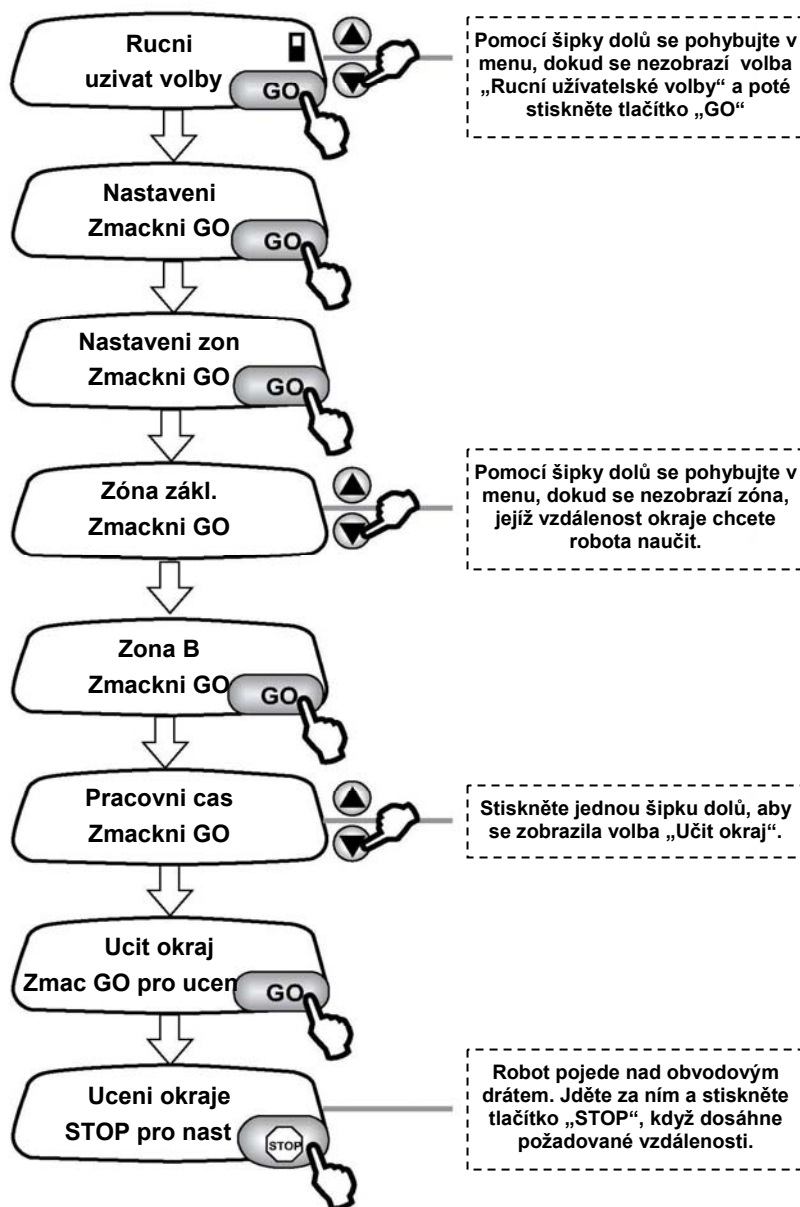 Rucni
uzivat volby
GO
Pomocí šipky dolů se pohybujte v
menu, dokud se nezobrazí volba
„Rucní užívatelské volby“ a poté
stiskněte tlačítko „GO“
Nastaveni
Zmackni GO
GO
Nastaveni zon
Zmackni GO
GO
Zóna zákl.
Zmackni GO
Pomocí šipky dolů se pohybujte v
menu, dokud se nezobrazí zóna,
jejíž vzdálenost okraje chcete
robota naučit.
Zona B
Zmackni GO
GO
Pracovni cas
Zmackni GO
Stiskněte jednou šipku dolů, aby
se zobrazila volba „Učit okraj“.
Ucit okraj
Zmac GO pro ucen
GO
Uceni okraje
STOP pro nast
STOP
Robot pojede nad obvodovým
drátem. Jděte za ním a stiskněte
tlačítko „STOP“, když dosáhne
požadované vzdálenosti.